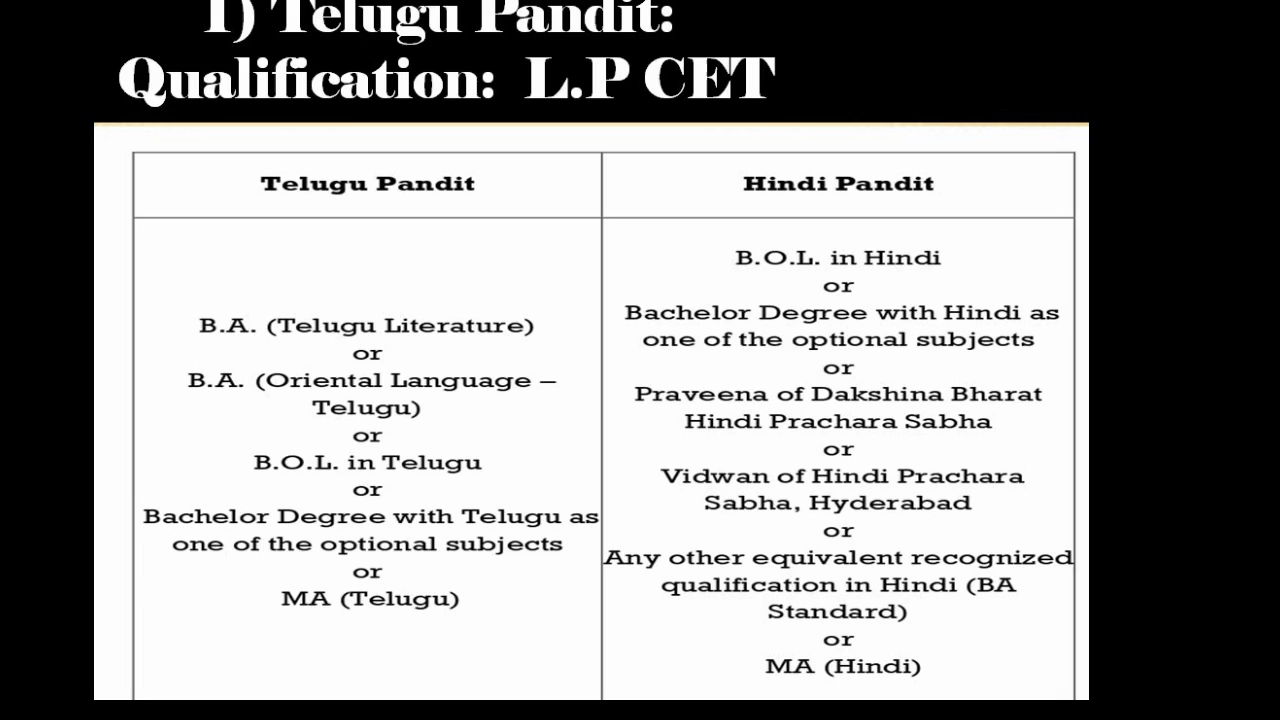 1) Telugu Pandit:
Qualification: L.P CET
Telugu Pandit
Hindi Pandit
B.A. (Telugu Literature)
or
B.A. (Oriental Language –
Telugu)
or
B.O.L. in Telugu
or
Bachelor Degree with Telugu as
one of the optional subjects
or
MA (Telugu)
B.O.L. in Hindi
or
Bachelor Degree with Hindi as
one of the optional subjects
or
Praveena of Dakshina Bharat
Hindi Prachara Sabha
or
Vidwan of Hindi Prachara
Sabha, Hyderabad
or
Any other equivalent recognized
qualification in Hindi (BA
Standard)
or
MA (Hindi)